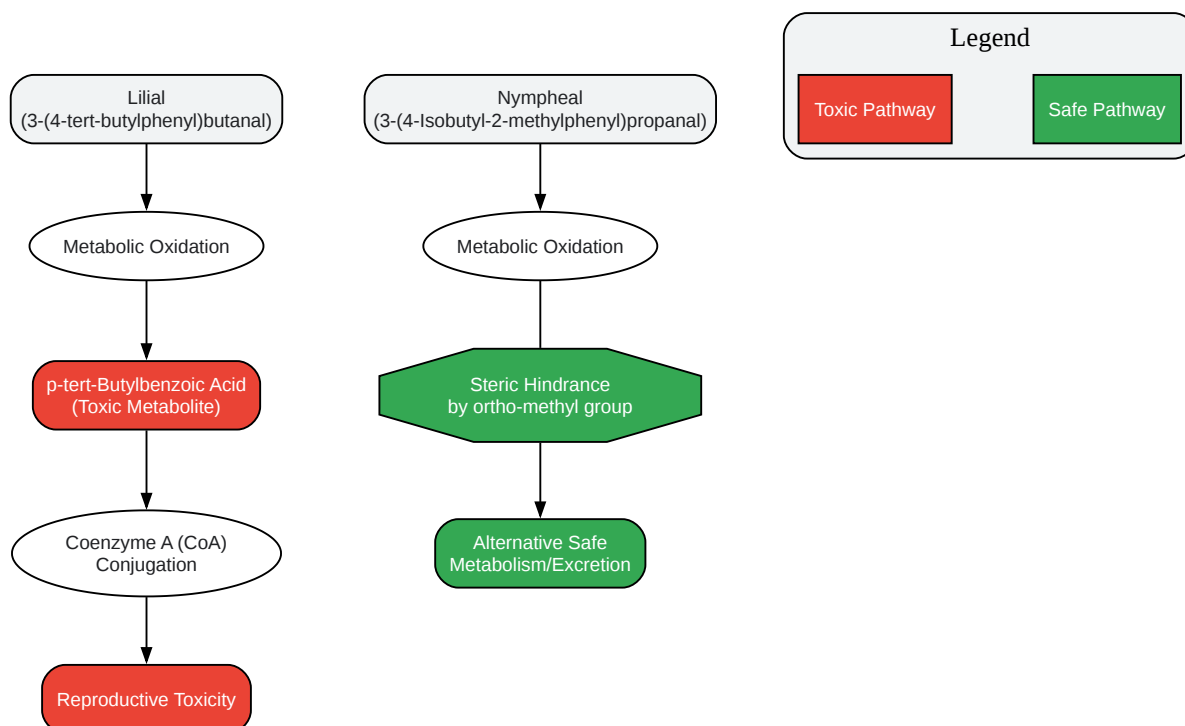 Legend
Toxic Pathway
Safe Pathway
Lilial
(3-(4-tert-butylphenyl)butanal)
Metabolic Oxidation
p-tert-Butylbenzoic Acid
(Toxic Metabolite)
Coenzyme A (CoA)
Conjugation
Reproductive Toxicity
Nympheal
(3-(4-Isobutyl-2-methylphenyl)propanal)
Metabolic Oxidation
Steric Hindrance
by ortho-methyl group
Alternative Safe
Metabolism/Excretion